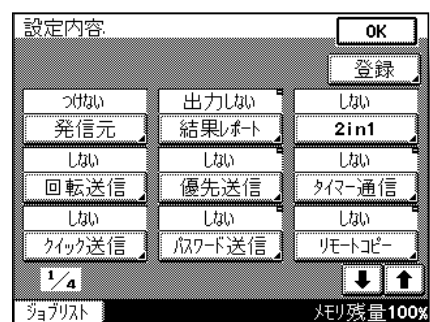 設定内容.
OK
登録
つけない 出力しない しない
発信元 結果レポート 2in1
しない しない しない
回転送信 優先送信 タイマー通信
しない しない しない
クイック送信 パスワード送信 リモートコピー
1/4
ジョブリスト メモリ残量100%